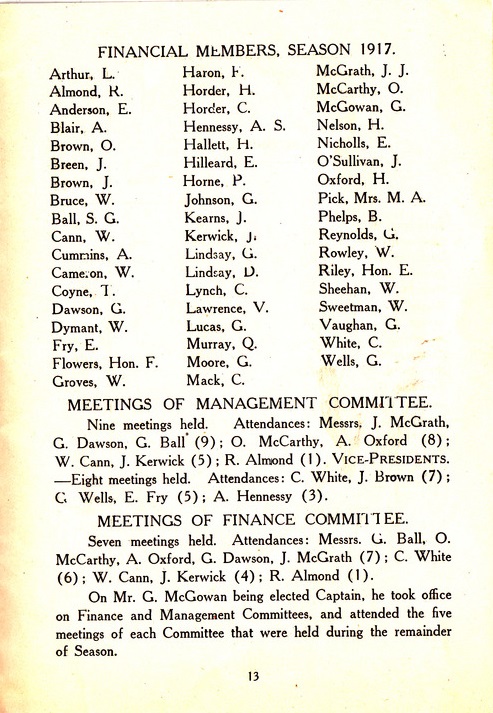 FINANCIAL MEMBERS, SEASON 1917.
Arthur, L.
Almond, R.
Anderson, E.
Blair, A.
Brown, O.
Breen, J.
Brown, J.
Bruce, W.
Ball, S. G.
Cann, W.
Cummins, A.
Cameron, W.
Coyne, T.
Dawson, G.
Dymant, W.
Fry, E.
Flowers, Hon. F.
Groves, W.
Haron, F.
Horder, H.
Horder, C.
Hennessy, A. S.
Hallett, H.
Hilleard, E.
Horne, P.
Johnson, G.
Kearns, J.
Kerwick, J.
Lindsay, G.
Lindsay, D.
Lynch, C.
Lawrence, V.
Lucas, G.
Murray, Q.
Moore, G.
Mack, C.
McGrath, J. J.
McCarthy, O.
McGowan, G.
Nelson, H.
Nicholls, E.
O'Sullivan, J.
Oxford, H.
Pick, Mrs. M. A.
Phelps, B.
Reynolds, G.
Rowley, W.
Riley, Hon. E.
Sheehan, W.
Sweetman, W.
Vaughan, G.
White, C.
Wells, G.
MEETINGS OF MANAGEMENT COMMITTEE.
Nine meetings held. Attendances: Messrs. J. McGrath,
G. Dawson, G. Ball (9); O. McCarthy, A. Oxford (8);
W. Cann, J. Kerwick (5); R. Almond (1). VICE-PRESIDENTS.
—Eight meetings held. Attendances: C. White, J. Brown (7);
G. Wells, E. Fry (5); A. Hennessy (3).
MEETINGS OF FINANCE COMMITTEE.
Seven meetings held. Attendances: Messrs. G. Ball, O.
McCarthy, A. Oxford, G. Dawson, J. McGrath (7); C. White
(6); W. Cann, J. Kerwick (4); R. Almond (1).
On Mr. G. McGowan being elected Captain, he took office
on Finance and Management Committees, and attended the five
meetings of each Committee that were held during the remainder
of Season.
13